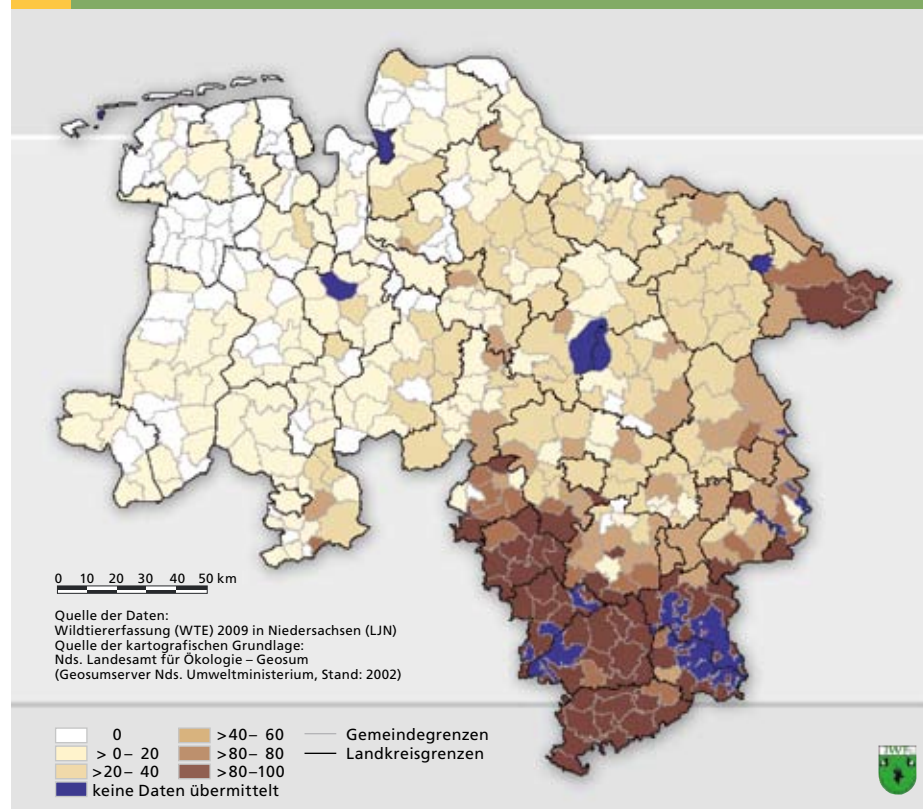 0 10 20 30 40 50 km
Quelle der Daten:
Wildtiererfassung (WTE) 2009 in Niedersachsen (LJN)
Quelle der kartografischen Grundlage:
Nds. Landesamt für Ökologie – Geosum
(Geosumserver Nds. Umweltministerium, Stand: 2002)
0
> 0– 20
>20– 40
keine Daten übermittelt
>40– 60
>80– 80
>80–100
Gemeindegrenzen
Landkreisgrenzen